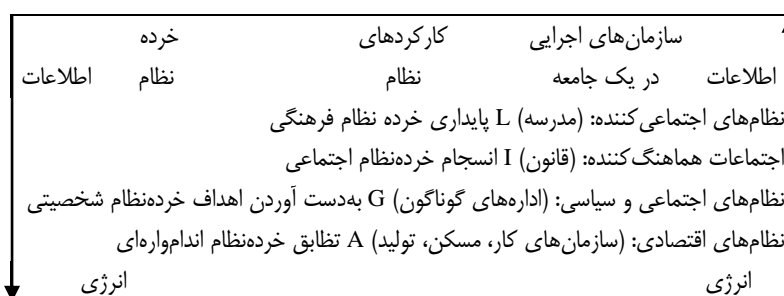 سازمان‌های اجرایی کارکردهای خرده
اطلاعات در یک جامعه نظام نظام اطلاعات
نظام‌های اجتماعی‌کننده: (مدرسه) L پایداری خرده نظام فرهنگی
اجتماعات هماهنگ‌کننده: (قانون) I انسجام خرده‌نظام اجتماعی
نظام‌های اجتماعی و سیاسی: (اداره‌های گوناگون) G به‌دست آوردن اهداف خرده‌نظام شخصیتی
نظام‌های اقتصادی: (سازمان‌های کار، مسکن، تولید) A تظابق خرده‌نظام اندام‌واره‌ای
انرژی انرژی